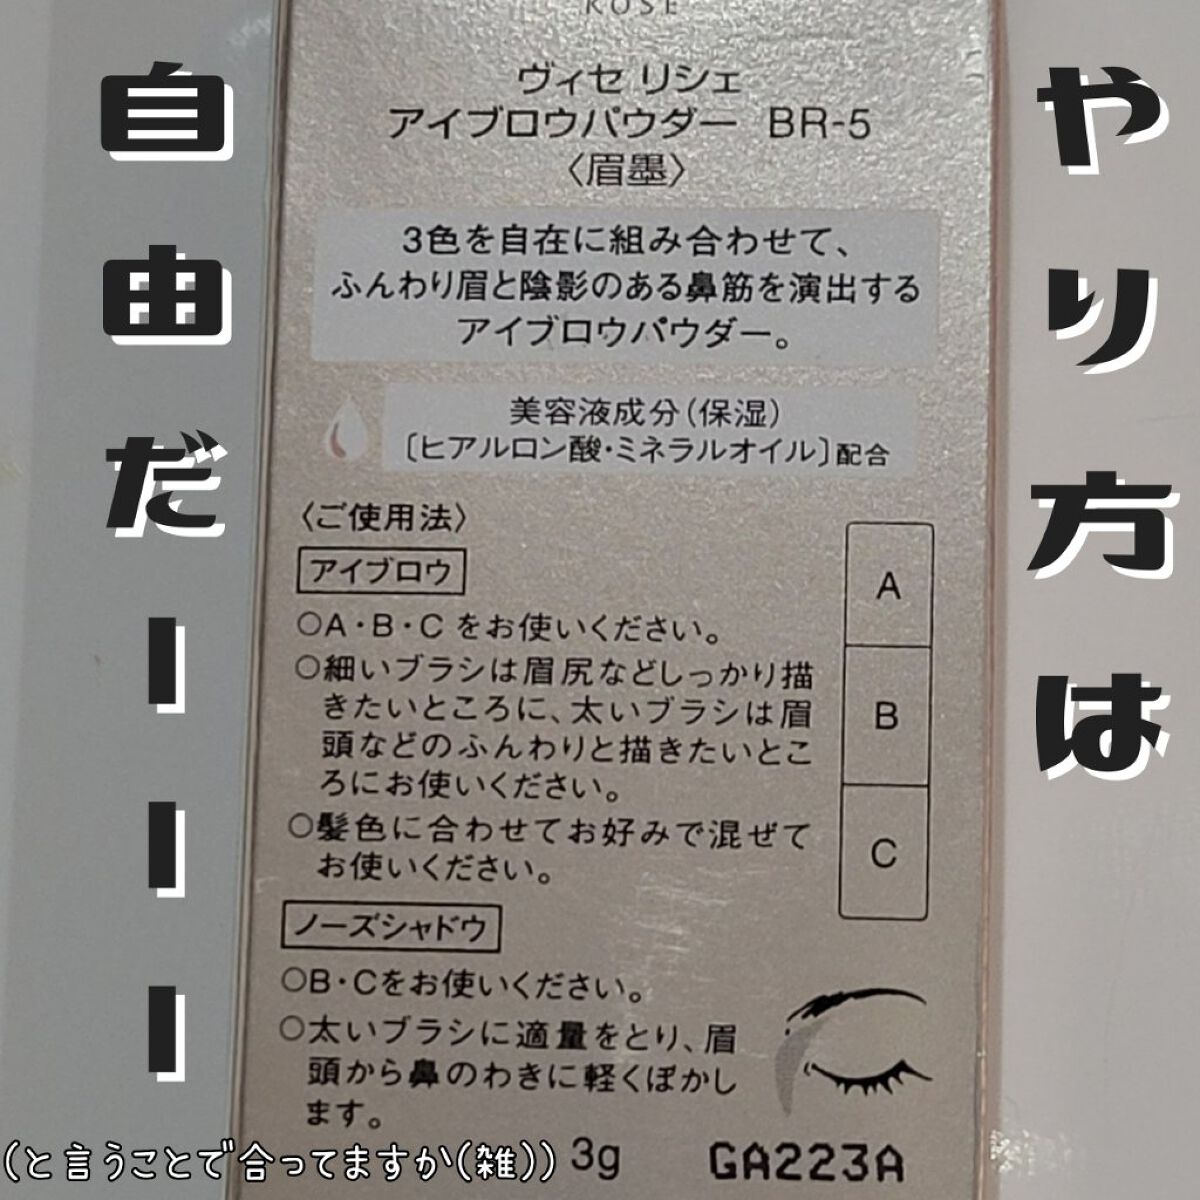 KOSÉ
ヴィセ リシェ
アイブロウパウダー BR-5
〈眉墨〉
3色を自在に組み合わせて、
ふんわり眉と陰影のある鼻筋を演出する
アイブロウパウダー。
美容液成分(保湿)
〔ヒアルロン酸・ミネラルオイル〕配合
〈ご使用法〉
アイブロウ
○A・B・C をお使いください。
○細いブラシは眉尻などしっかり描
きたいところに、太いブラシは眉
頭などのふんわりと描きたいとこ
ろにお使いください。
○髪色に合わせてお好みで混ぜて
お使いください。
A
B
C
ノーズシャドウ
○B・Cをお使いください。
○太いブラシに適量をとり、眉
頭から鼻のわきに軽くぼかし
ます。
3g
GA223A
やり方は
自由だーーー
(と言うことで合ってますか(雑))